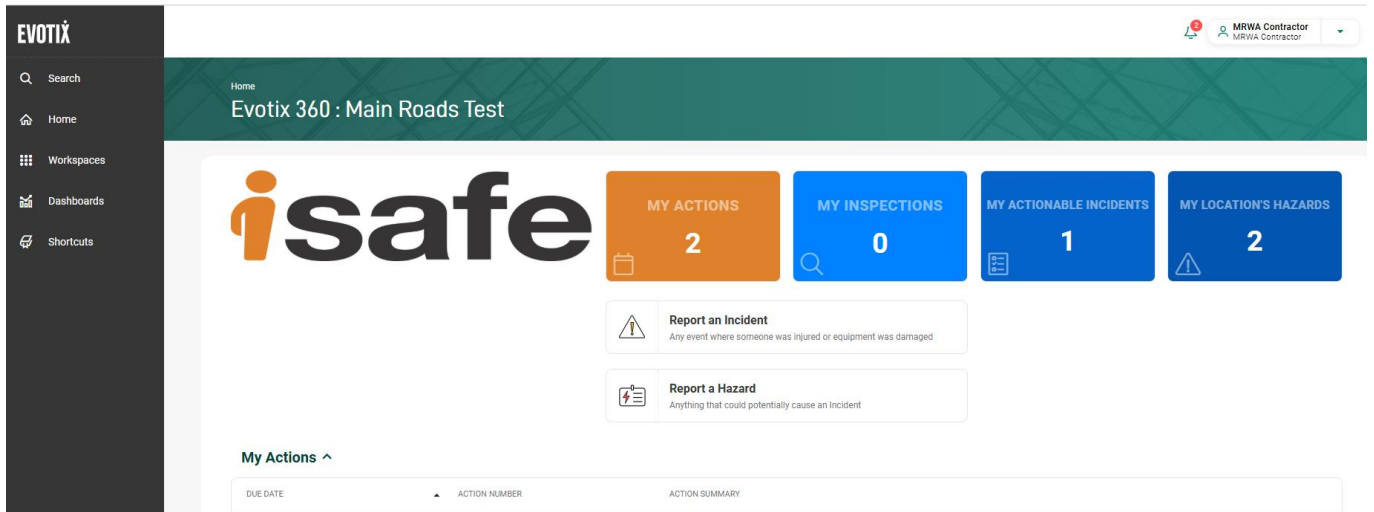 EVOTIX
2
MRWA Contractor
MRWA Contractor
Search
Home
Workspaces
Dashboards
Shortcuts
Home
Evotix 360 : Main Roads Test
isafe
MY ACTIONS
2
MY INSPECTIONS
0
MY ACTIONABLE INCIDENTS
1
MY LOCATION'S HAZARDS
2
Report an Incident
Any event where someone was injured or equipment was damaged
Report a Hazard
Anything that could potentially cause an Incident
My Actions
DUE DATE
ACTION NUMBER
ACTION SUMMARY